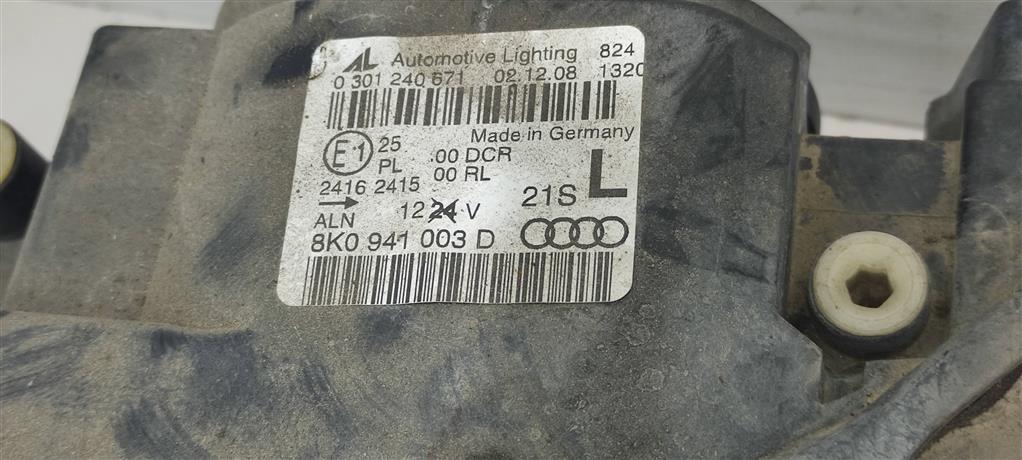 AL Automotive Lighting 824
0 301 240 671 02.12.08 1320
Made in Germany
E1 25 .00 DCR
PL 00 RL
2416 2415 21S L
ALN 12 24 V
8K0 941 003 D